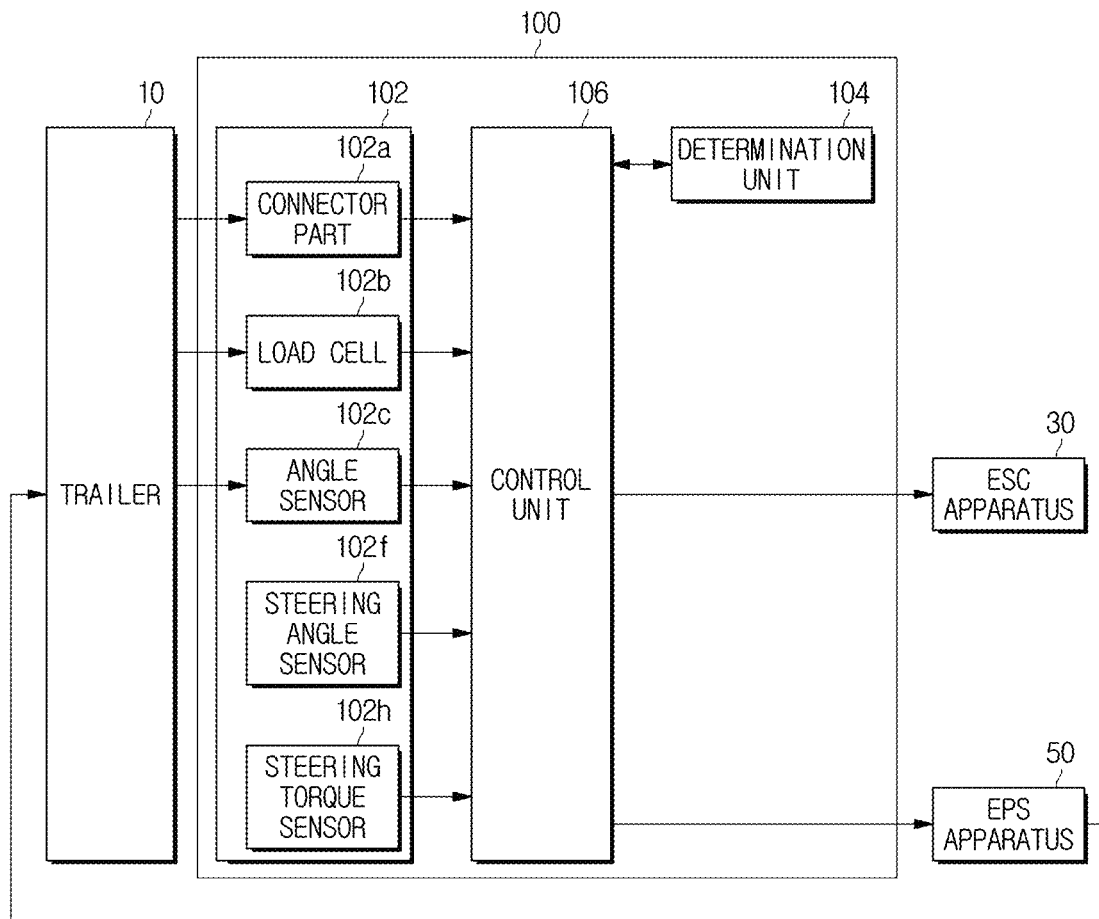 100
10
102
106
104
102a
DETERMINATION
UNIT
CONNECTOR
PART
102b
LOAD CELL
102c
30
TRAILER
ANGLE
SENSOR
CONTROL
UNIT
ESC
APPARATUS
102f
STEERING
ANGLE
SENSOR
102h
50
STEERING
TORQUE
SENSOR
EPS
APPARATUS